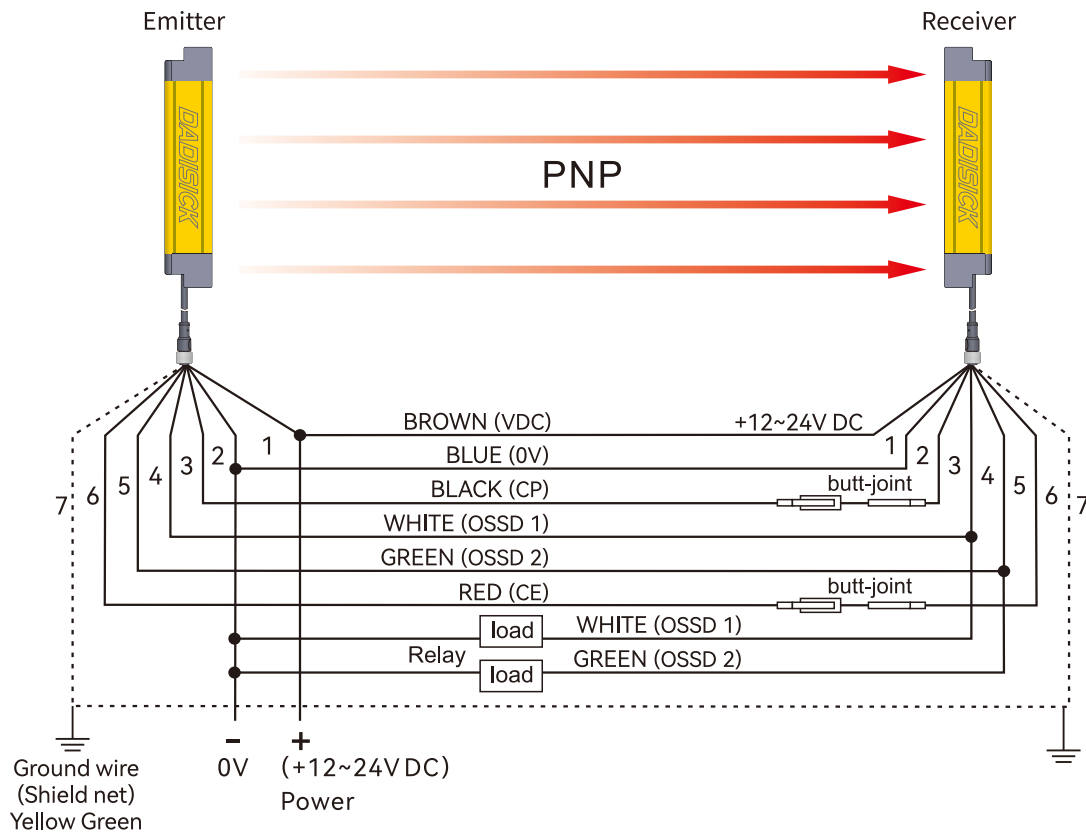 Emitter
Receiver
DADISICK
DADISICK
PNP
BROWN (VDC)
+12~24V DC
BLUE (0V)
BLACK (CP)
butt-joint
WHITE (OSSD 1)
GREEN (OSSD 2)
RED (CE)
butt-joint
7 6 5 4 3 2 1
1 2 3 4 5 6 7
load
WHITE (OSSD 1)
Relay
load
GREEN (OSSD 2)
- +
0V
(+12~24V DC)
Power
Ground wire
(Shield net)
Yellow Green